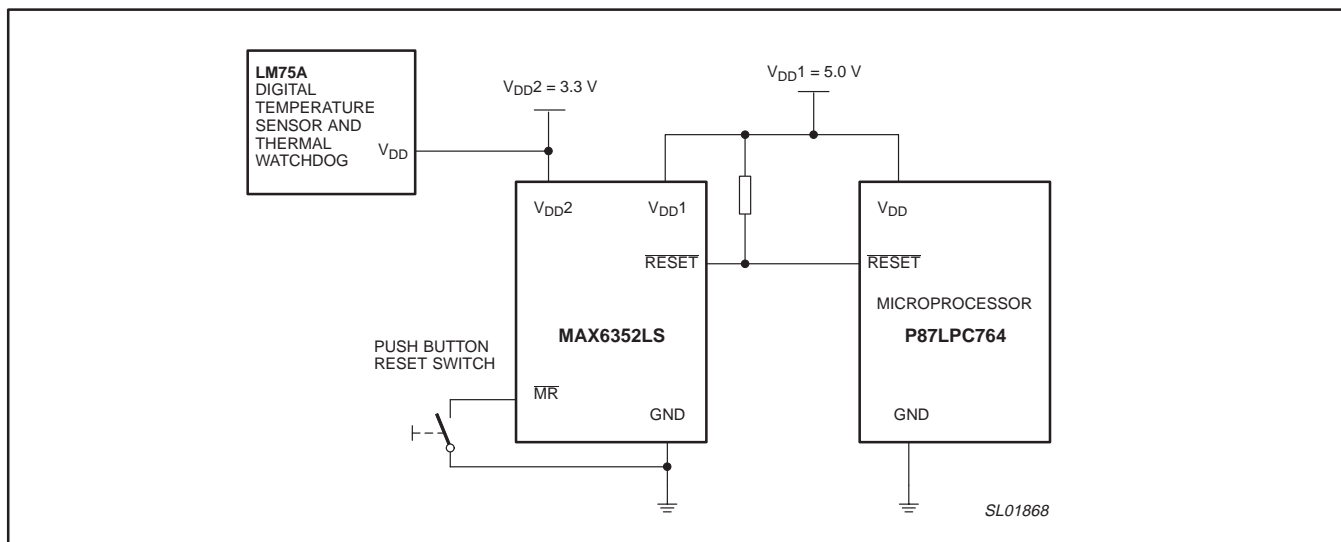 LM75A
DIGITAL
TEMPERATURE
SENSOR AND
THERMAL
WATCHDOG
VDD
VDD2 = 3.3 V
VDD1 = 5.0 V
VDD2
VDD1
RESET
MAX6352LS
MR
GND
PUSH BUTTON
RESET SWITCH
VDD
RESET
MICROPROCESSOR
P87LPC764
GND
SL01868